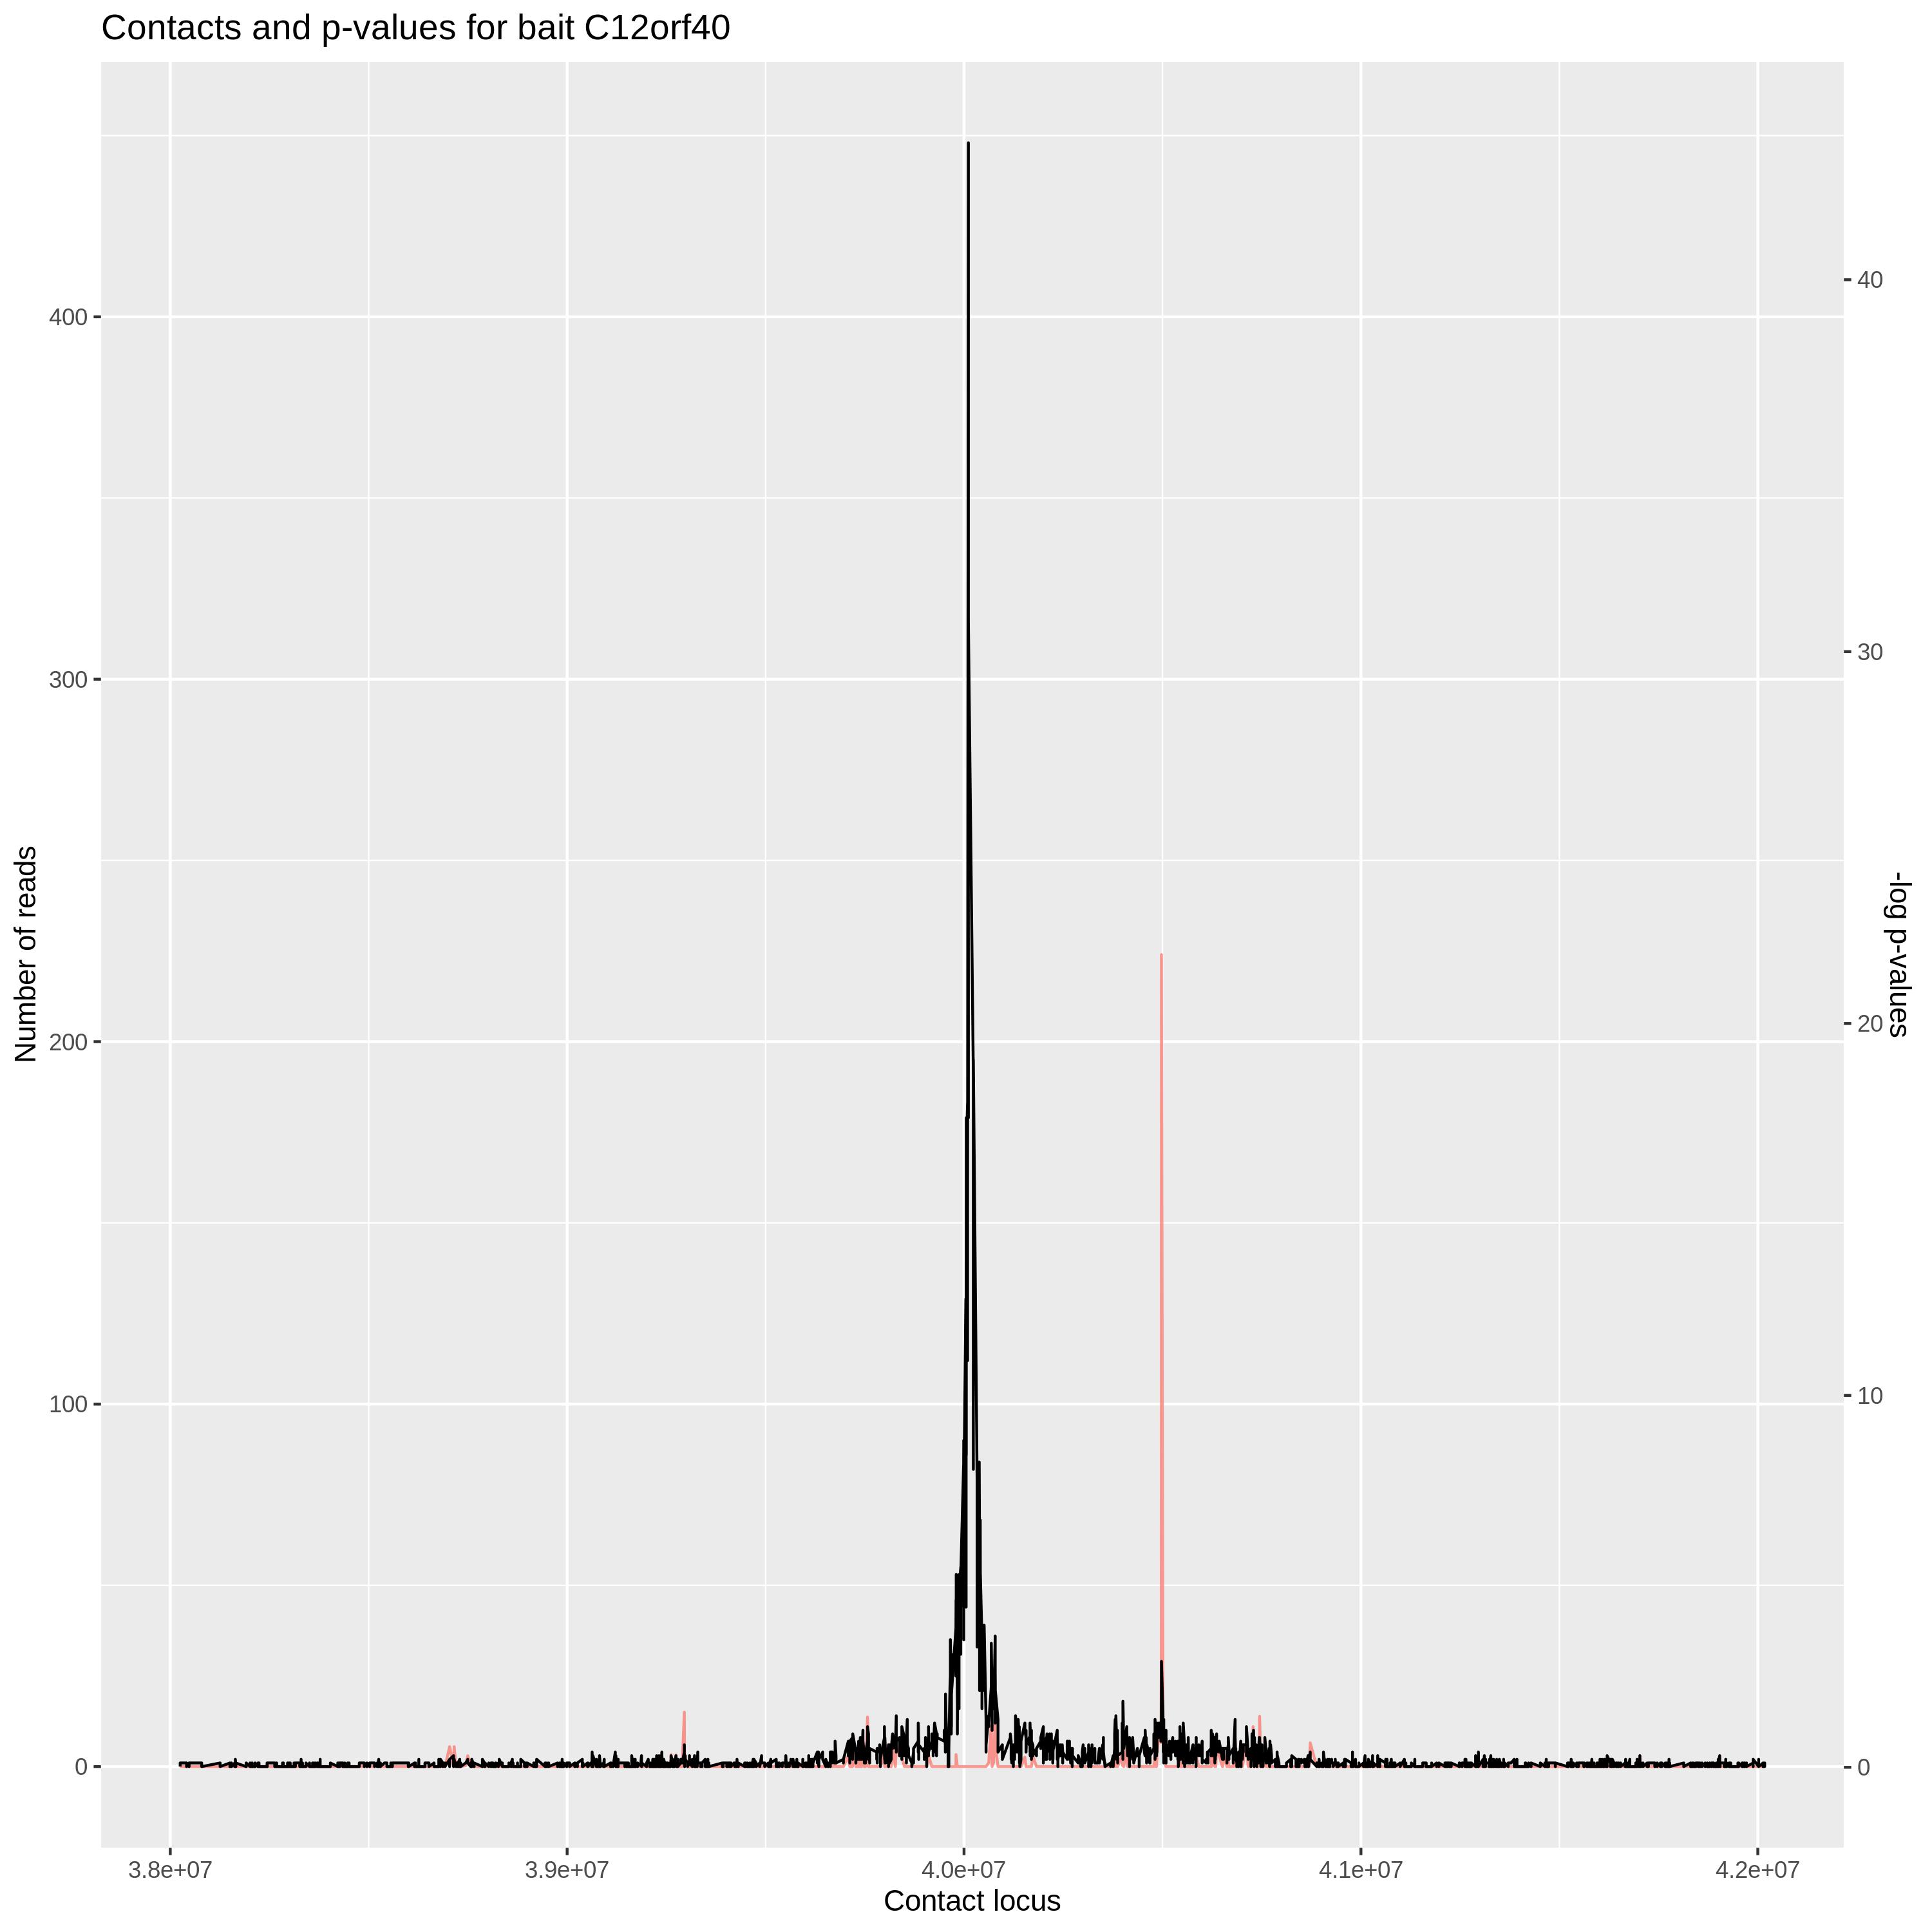 Contacts and p-values for bait C12orf40
Number of reads
400
300
200
100
0
40
30
20
10
0
-log p-values
3.8e+07 3.9e+07 4.0e+07 4.1e+07 4.2e+07
Contact locus